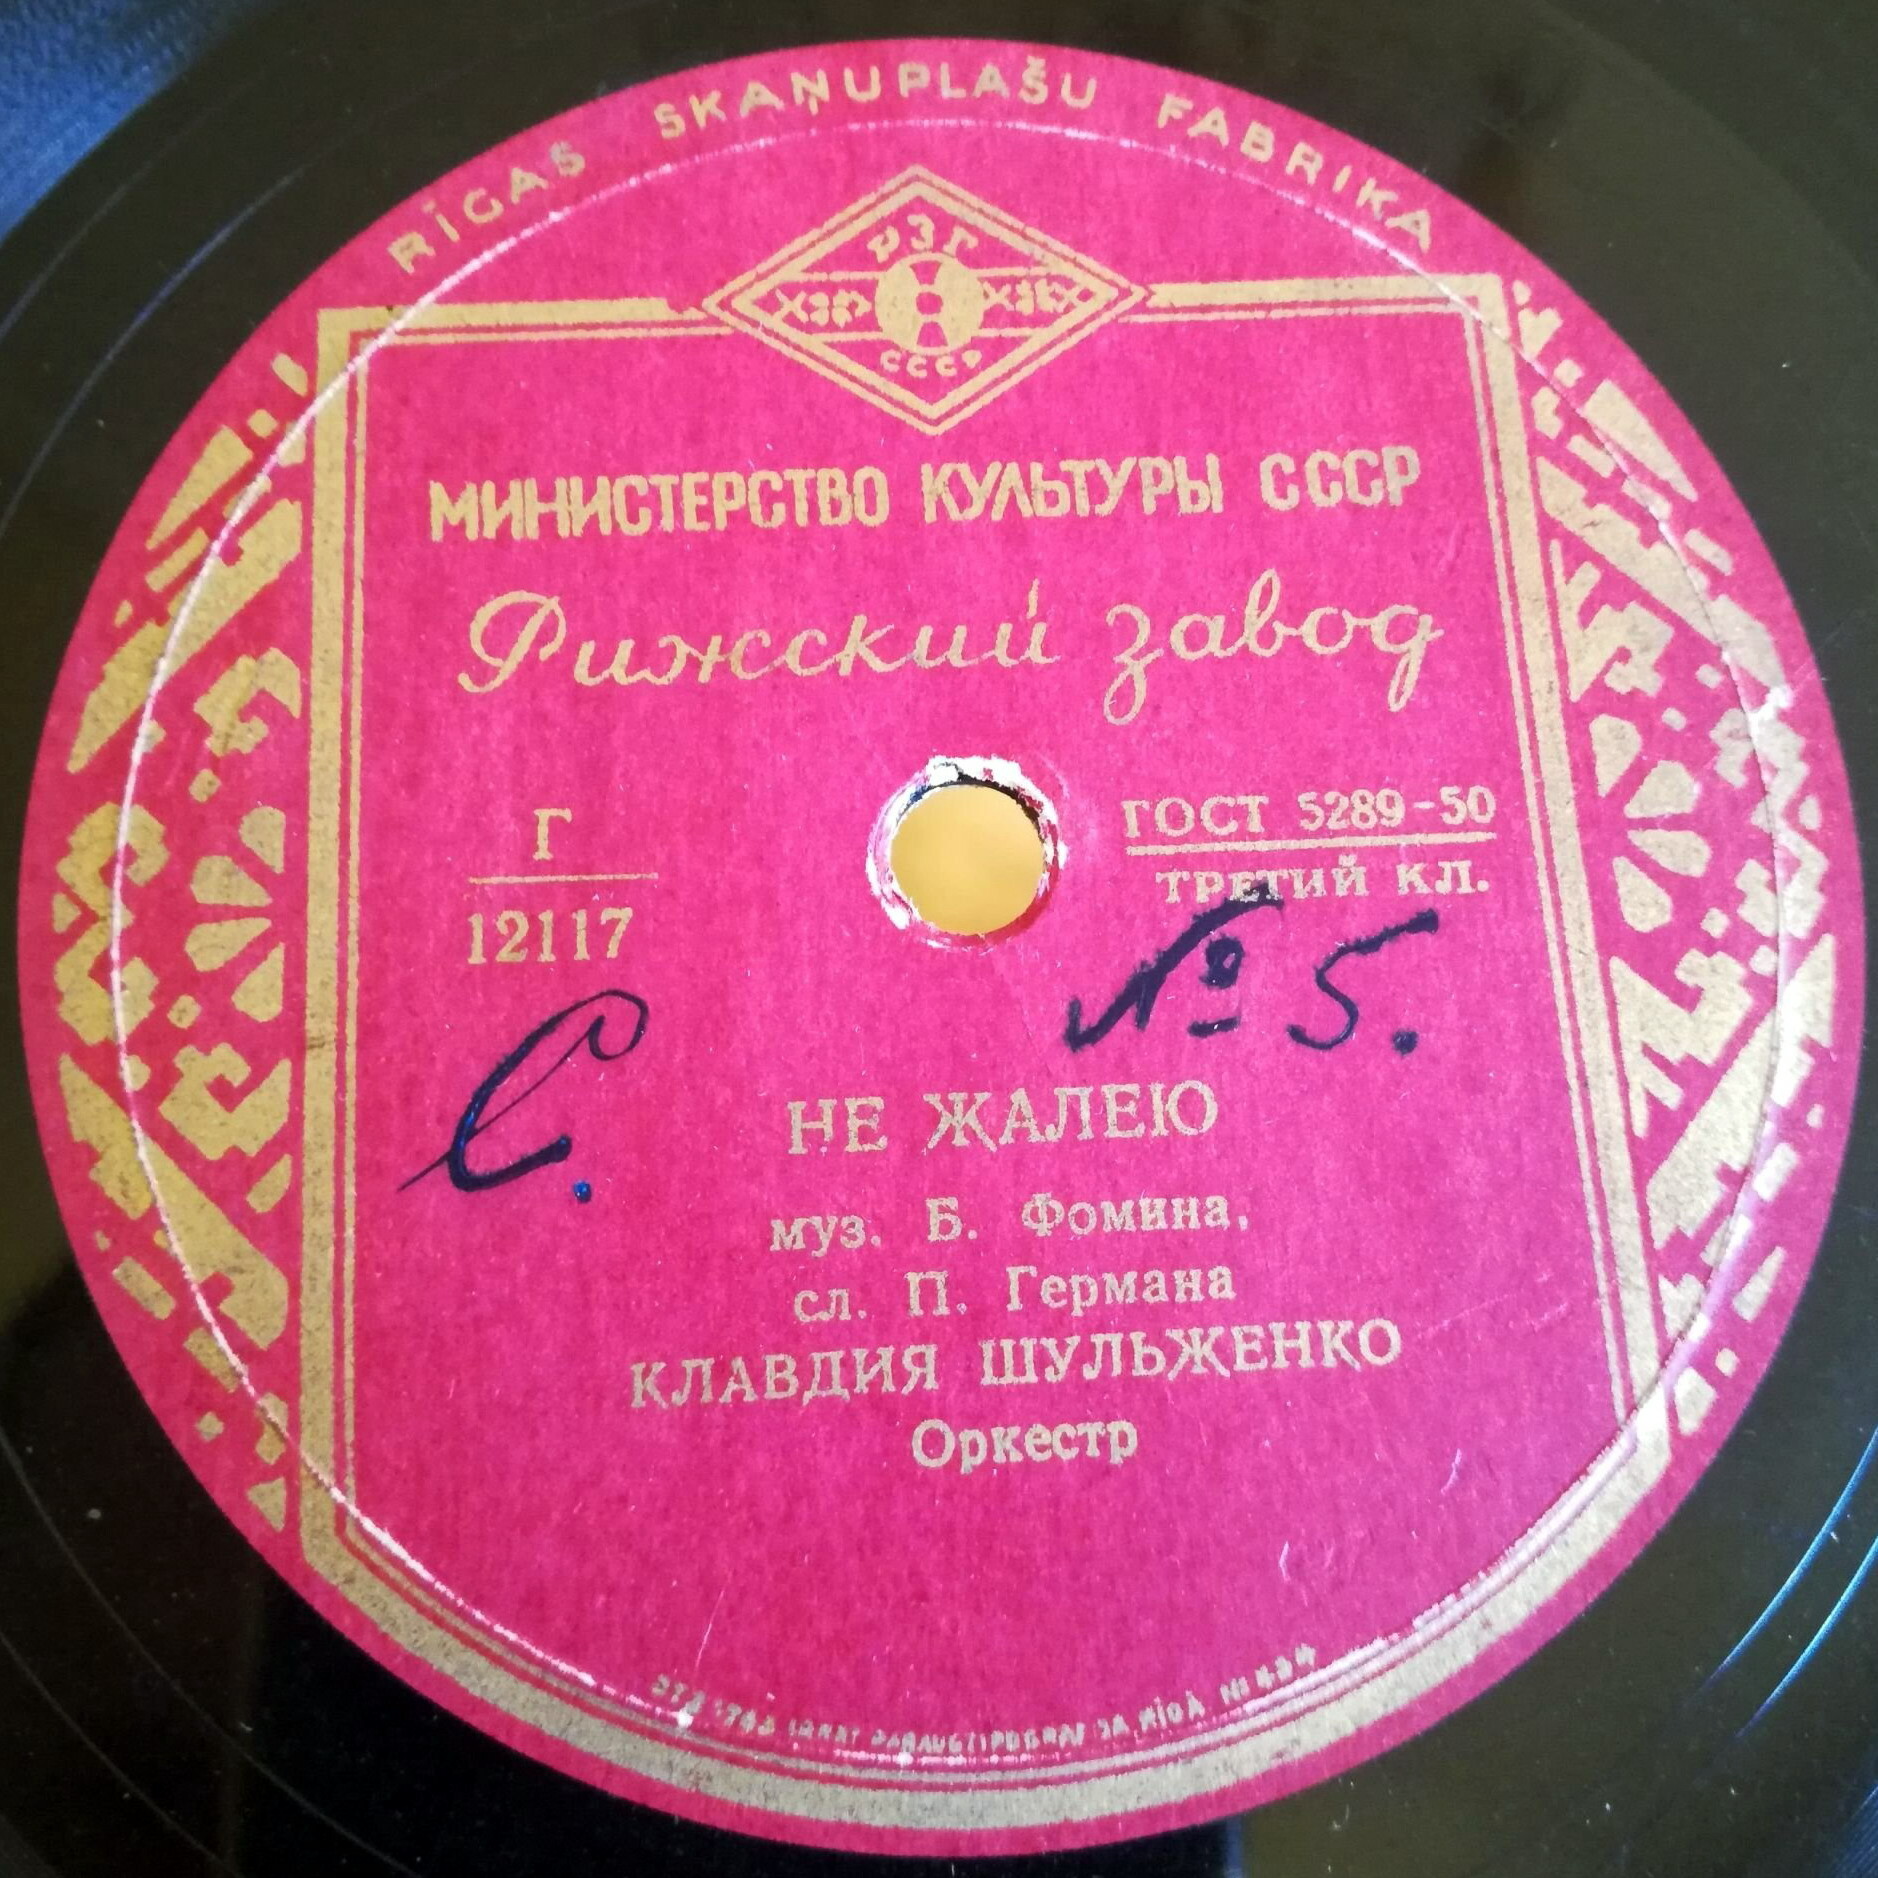 RĪGAS SKAŅUPLAŠU FABRIKA
РЗГ
СССР
МИНИСТЕРСТВО КУЛЬТУРЫ СССР
Рижский завод
Г
12117
ГОСТ 5289-50
ТРЕТИЙ КЛ.
С.
№ 5.
НЕ ЖАЛЕЮ
муз. Б. Фомина,
сл. П. Германа
КЛАВДИЯ ШУЛЬЖЕНКО
Оркестр
RĪGĀ